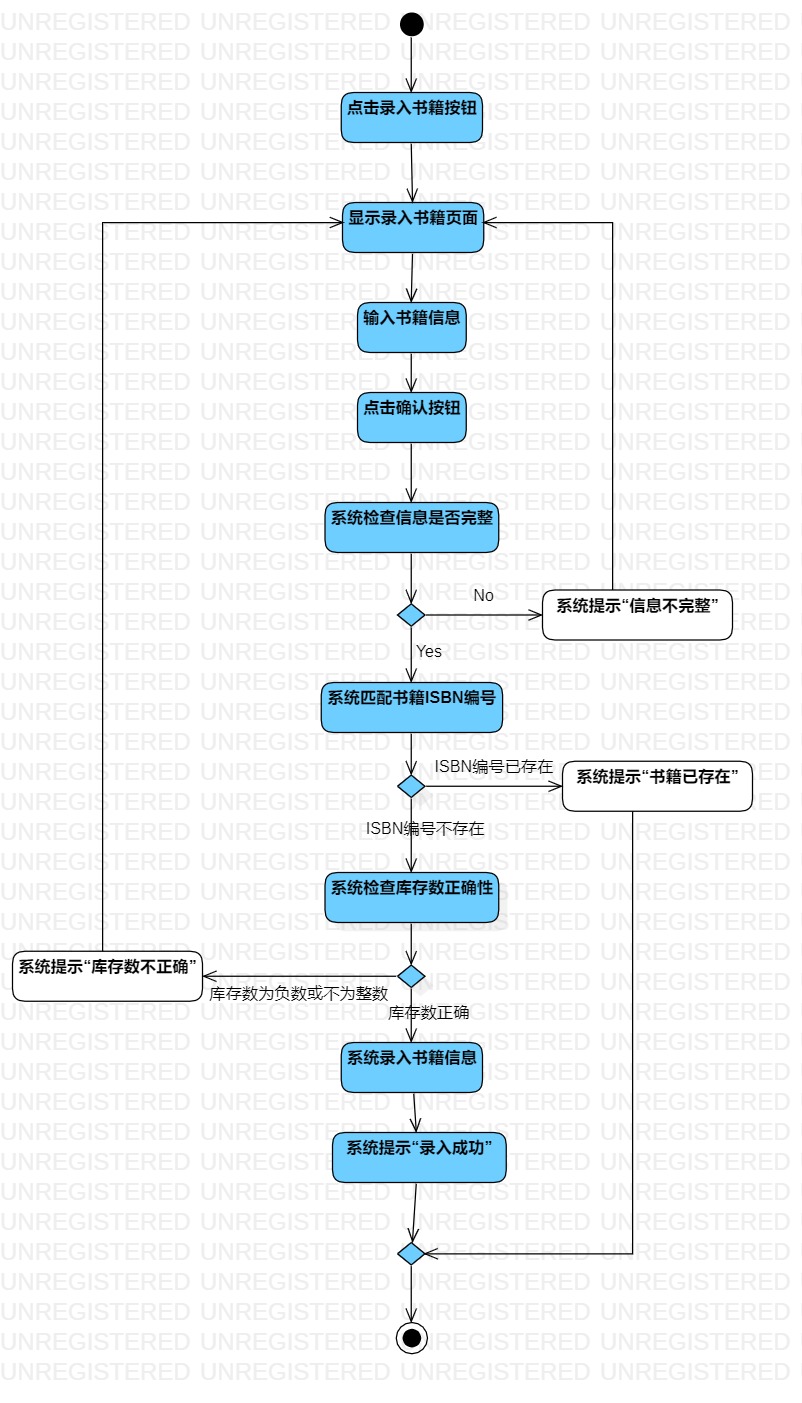 点击录入书籍按钮
显示录入书籍页面
输入书籍信息
点击确认按钮
系统检查信息是否完整
No
系统提示“信息不完整”
Yes
系统匹配书籍ISBN编号
ISBN编号已存在
系统提示“书籍已存在”
ISBN编号不存在
系统检查库存数正确性
系统提示“库存数不正确”
库存数为负数或不为整数
库存数正确
系统录入书籍信息
系统提示“录入成功”
UNREGISTERED